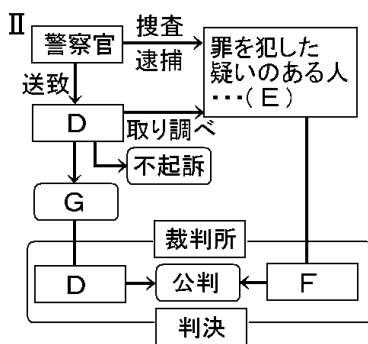 Ⅱ
警察官
捜査
逮捕
罪を犯した
疑いのある人
…(E)
送致
D
取り調べ
不起訴
G
裁判所
D
公判
F
判決